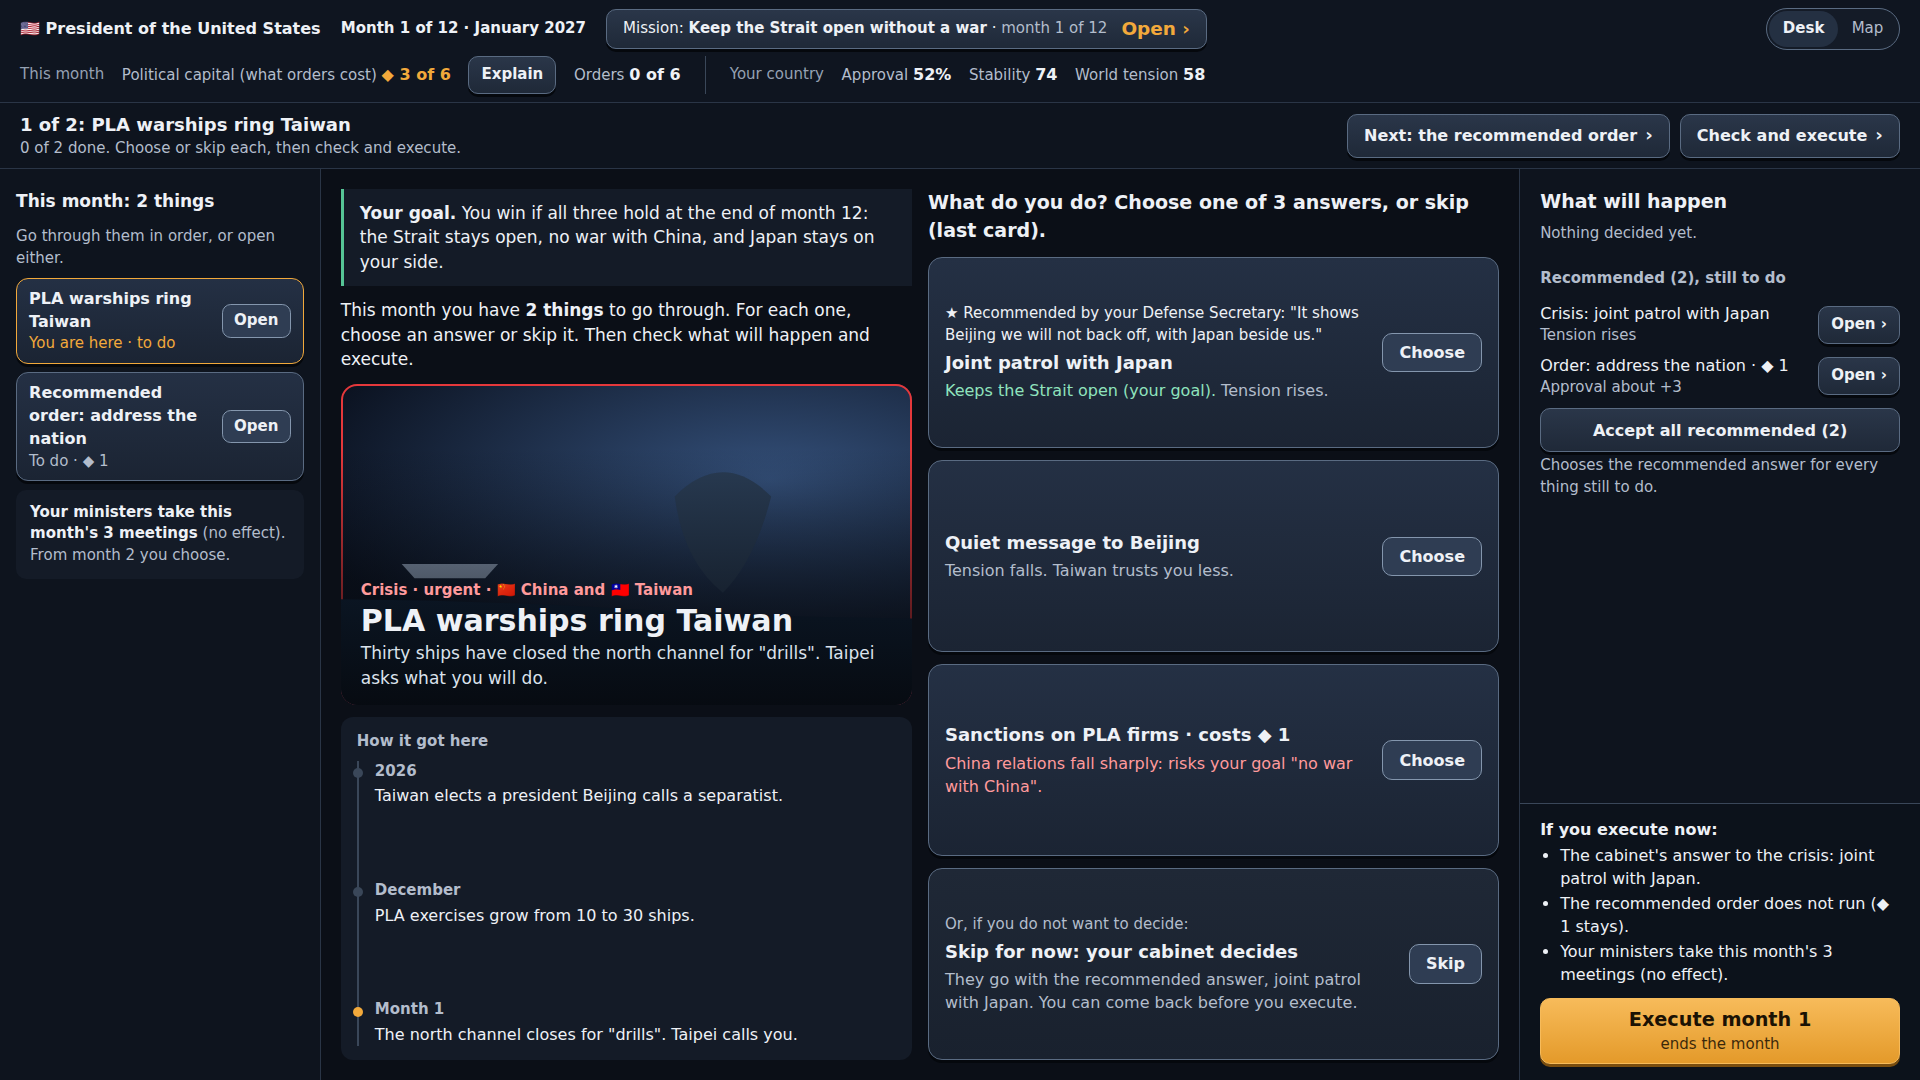 🇺🇸 President of the United States
Month 1 of 12 · January 2027
Mission: Keep the Strait open without a war · month 1 of 12 Open ›
Desk Map
This month Political capital (what orders cost) ◆ 3 of 6 Explain Orders 0 of 6
Your country Approval 52% Stability 74 World tension 58
1 of 2: PLA warships ring Taiwan
0 of 2 done. Choose or skip each, then check and execute.
Next: the recommended order ›
Check and execute ›
This month: 2 things
Go through them in order, or open
either.
PLA warships ring
Taiwan
You are here · to do
Open
Recommended
order: address the
nation
To do · ◆ 1
Open
Your ministers take this
month's 3 meetings (no effect).
From month 2 you choose.
Your goal. You win if all three hold at the end of month 12:
the Strait stays open, no war with China, and Japan stays on
your side.
This month you have 2 things to go through. For each one,
choose an answer or skip it. Then check what will happen and
execute.
Crisis · urgent · 🇨🇳 China and 🇹🇼 Taiwan
PLA warships ring Taiwan
Thirty ships have closed the north channel for "drills". Taipei
asks what you will do.
How it got here
2026
Taiwan elects a president Beijing calls a separatist.
December
PLA exercises grow from 10 to 30 ships.
Month 1
The north channel closes for "drills". Taipei calls you.
What do you do? Choose one of 3 answers, or skip
(last card).
★ Recommended by your Defense Secretary: "It shows
Beijing we will not back off, with Japan beside us."
Joint patrol with Japan
Keeps the Strait open (your goal). Tension rises.
Choose
Quiet message to Beijing
Tension falls. Taiwan trusts you less.
Choose
Sanctions on PLA firms · costs ◆ 1
China relations fall sharply: risks your goal "no war
with China".
Choose
Or, if you do not want to decide:
Skip for now: your cabinet decides
They go with the recommended answer, joint patrol
with Japan. You can come back before you execute.
Skip
What will happen
Nothing decided yet.
Recommended (2), still to do
Crisis: joint patrol with Japan
Tension rises
Open ›
Order: address the nation · ◆ 1
Approval about +3
Open ›
Accept all recommended (2)
Chooses the recommended answer for every
thing still to do.
If you execute now:
• The cabinet's answer to the crisis: joint
patrol with Japan.
• The recommended order does not run (◆
1 stays).
• Your ministers take this month's 3
meetings (no effect).
Execute month 1
ends the month